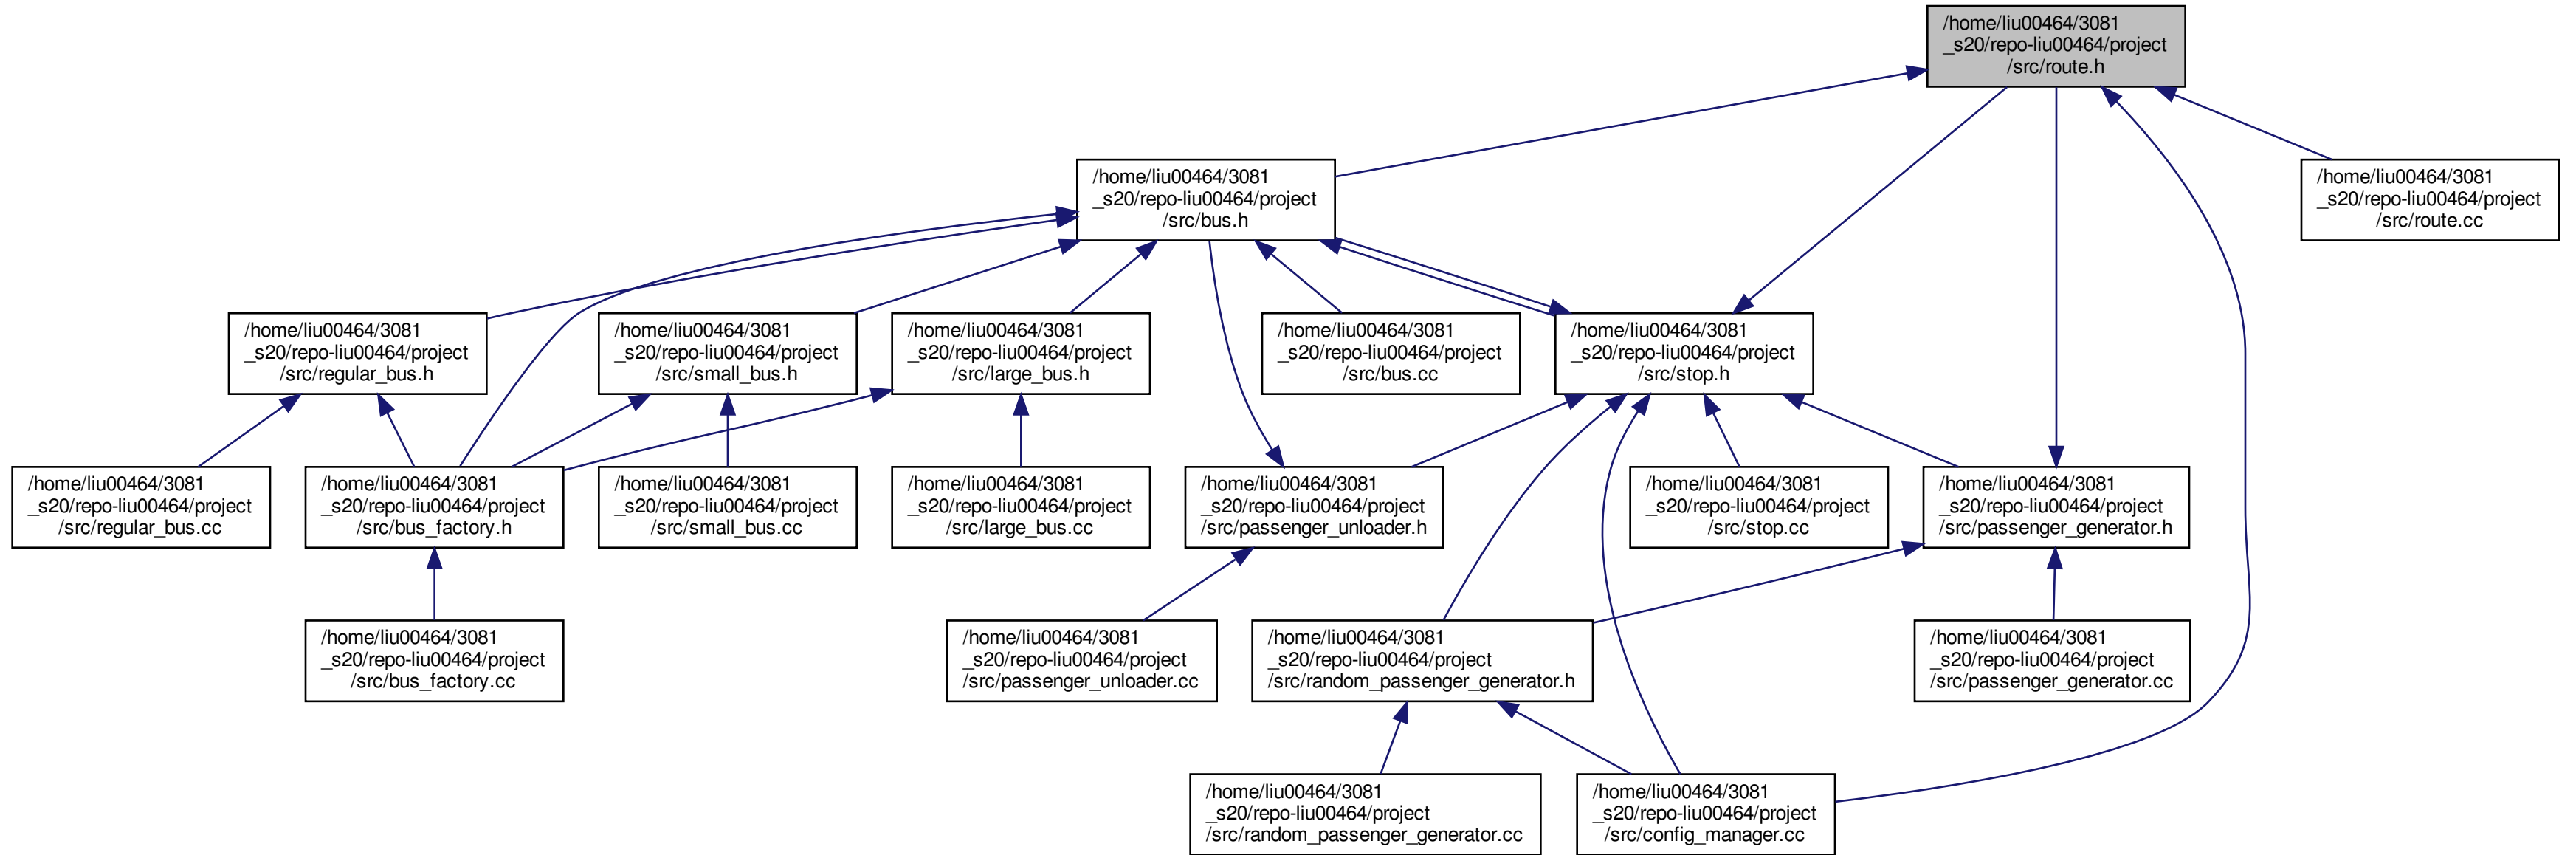 /home/liu00464/3081
_s20/repo-liu00464/project
/src/route.h
/home/liu00464/3081
_s20/repo-liu00464/project
/src/bus.h
/home/liu00464/3081
_s20/repo-liu00464/project
/src/route.cc
/home/liu00464/3081
_s20/repo-liu00464/project
/src/regular_bus.h
/home/liu00464/3081
_s20/repo-liu00464/project
/src/small_bus.h
/home/liu00464/3081
_s20/repo-liu00464/project
/src/large_bus.h
/home/liu00464/3081
_s20/repo-liu00464/project
/src/bus.cc
/home/liu00464/3081
_s20/repo-liu00464/project
/src/stop.h
/home/liu00464/3081
_s20/repo-liu00464/project
/src/regular_bus.cc
/home/liu00464/3081
_s20/repo-liu00464/project
/src/bus_factory.h
/home/liu00464/3081
_s20/repo-liu00464/project
/src/small_bus.cc
/home/liu00464/3081
_s20/repo-liu00464/project
/src/large_bus.cc
/home/liu00464/3081
_s20/repo-liu00464/project
/src/passenger_unloader.h
/home/liu00464/3081
_s20/repo-liu00464/project
/src/stop.cc
/home/liu00464/3081
_s20/repo-liu00464/project
/src/passenger_generator.h
/home/liu00464/3081
_s20/repo-liu00464/project
/src/bus_factory.cc
/home/liu00464/3081
_s20/repo-liu00464/project
/src/passenger_unloader.cc
/home/liu00464/3081
_s20/repo-liu00464/project
/src/random_passenger_generator.h
/home/liu00464/3081
_s20/repo-liu00464/project
/src/passenger_generator.cc
/home/liu00464/3081
_s20/repo-liu00464/project
/src/random_passenger_generator.cc
/home/liu00464/3081
_s20/repo-liu00464/project
/src/config_manager.cc